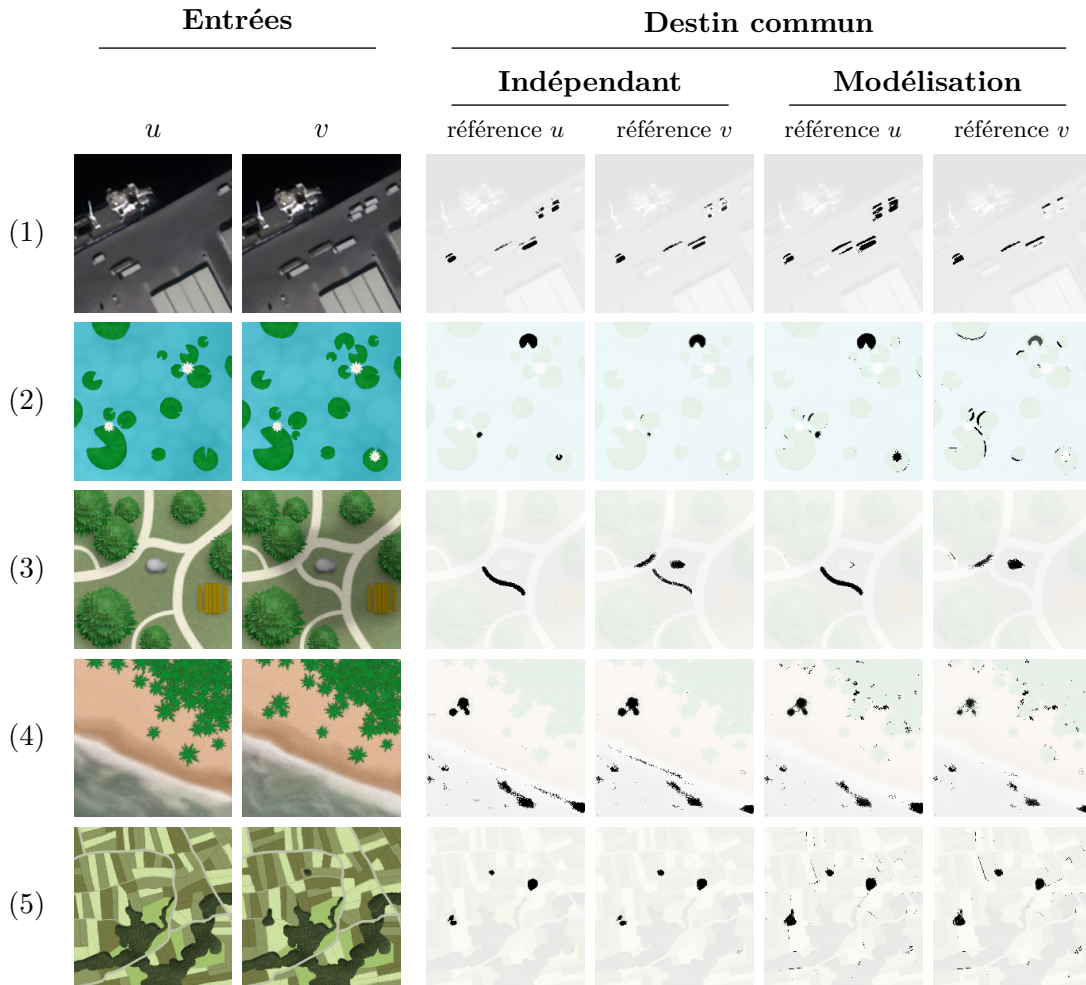 Entrées
Destin commun
Indépendant
Modélisation
u
v
référence u
référence v
référence u
référence v
(1)
(2)
(3)
(4)
(5)